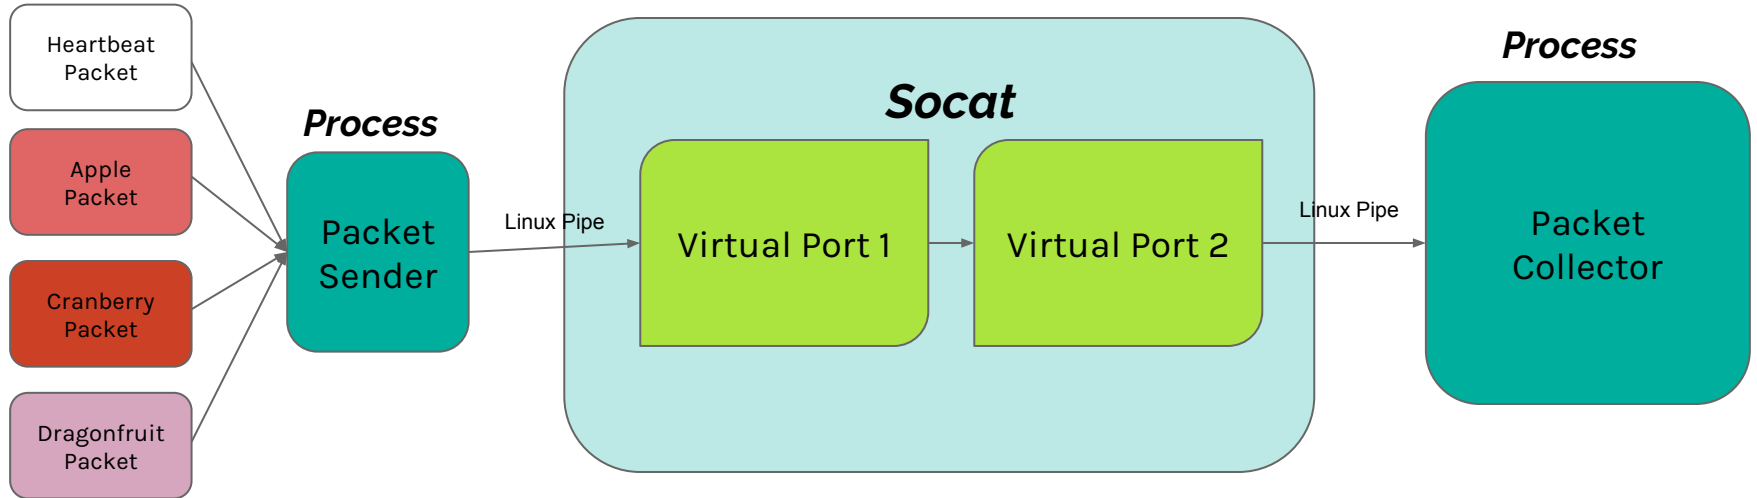 Heartbeat
Packet
Apple
Packet
Cranberry
Packet
Dragonfruit
Packet
Process
Packet
Sender
Linux Pipe
Socat
Virtual Port 1
Virtual Port 2
Linux Pipe
Process
Packet
Collector